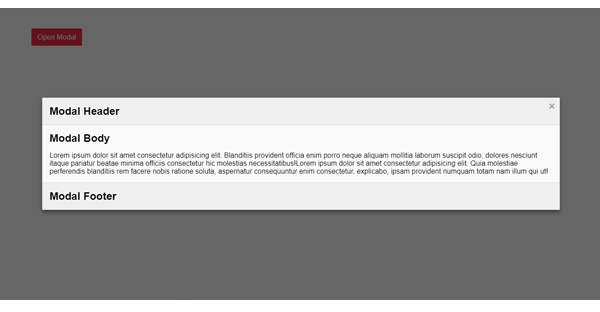 Open Modal
×
Modal Header
Modal Body
Lorem ipsum dolor sit amet consectetur adipisicing elit. Blanditiis provident officia enim porro neque aliquam mollitia laborum suscipit odio, dolores nesciunt
itaque pariatur beatae minima officiis consectetur hic molestias necessitatibus!Lorem ipsum dolor sit amet consectetur adipisicing elit. Quia molestiae
perferendis blanditiis rem facere nobis ratione soluta, aspernatur consequuntur enim consectetur, explicabo, ipsam provident numquam totam nam illum qui ut!
Modal Footer